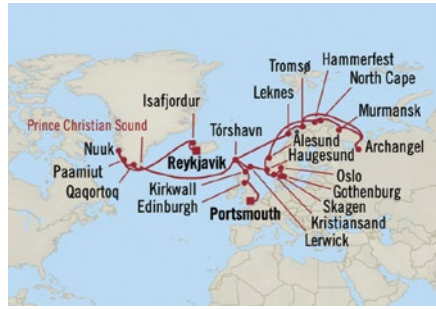 Hammerfest
Tromsø
North Cape
Leknes
Isafjordur
Murmansk
Prince Christian Sound
Tórshavn
Ålesund
Nuuk
Archangel
Haugesund
Reykjavik
Paamiut
Oslo
Qaqortoq
Kirkwall
Gothenburg
Edinburgh
Skagen
Portsmouth
Kristiansand
Lerwick